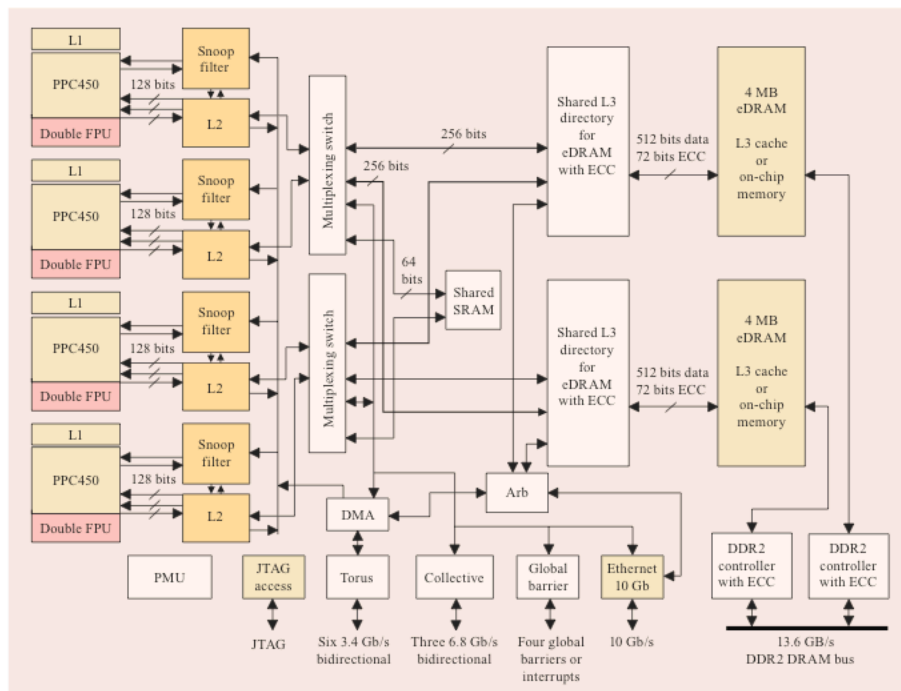 L1
PPC450
Double FPU
128 bits
Snoop
filter
L2
L1
PPC450
Double FPU
128 bits
Snoop
filter
L2
L1
PPC450
Double FPU
128 bits
Snoop
filter
L2
L1
PPC450
Double FPU
128 bits
Snoop
filter
L2
Multiplexing switch
Multiplexing switch
256 bits
256 bits
64
bits
Shared
SRAM
Shared L3
directory
for
eDRAM
with ECC
512 bits data
72 bits ECC
4 MB
eDRAM
L3 cache
or
on-chip
memory
Shared L3
directory
for
eDRAM
with ECC
512 bits data
72 bits ECC
4 MB
eDRAM
L3 cache
or
on-chip
memory
Arb
DMA
PMU
JTAG
access
Torus
Collective
Global
barrier
Ethernet
10 Gb
DDR2
controller
with ECC
DDR2
controller
with ECC
JTAG
Six 3.4 Gb/s
bidirectional
Three 6.8 Gb/s
bidirectional
Four global
barriers or
interrupts
10 Gb/s
13.6 GB/s
DDR2 DRAM bus